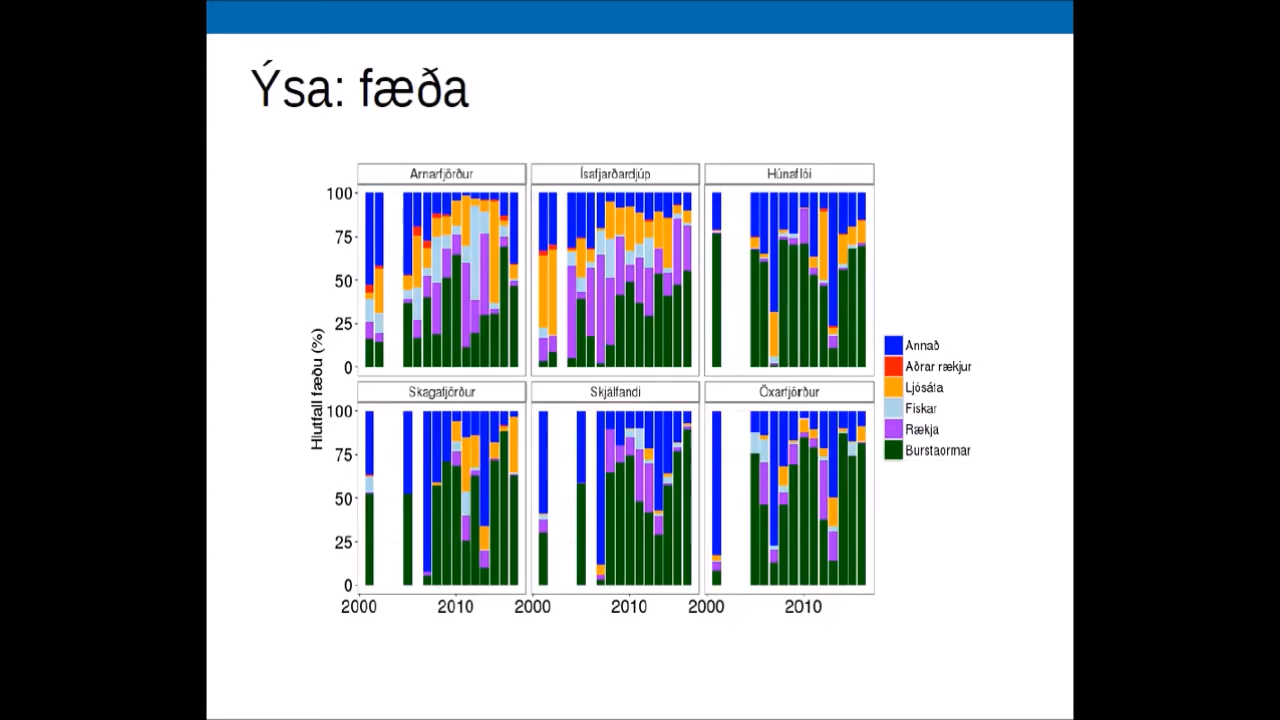 Ýsa: fæða
Arnarfjörður
Ísafjarðardjúp
Húnaflói
100
75
50
25
0
Skagafjörður
Skjálfandi
Öxarfjörður
100
75
50
25
0
2000
2010
2000
2010
2000
2010
Hlutfall fæðu (%)
Annað
Aðrar rækjur
Ljósáta
Fiskar
Rækja
Burstaormar